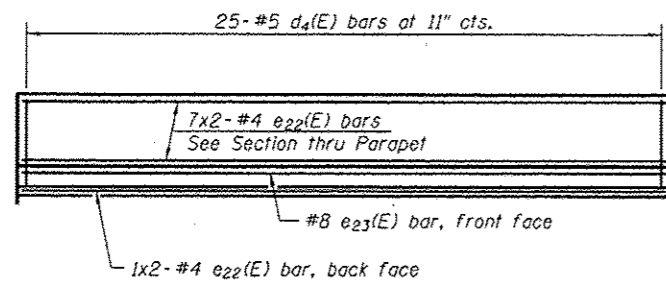 25-#5 d4(E) bars at 11" cts.
7x2-#4 e22(E) bars
See Section thru Parapet
#8 e23(E) bar, front face
1x2-#4 e22(E) bar, back face